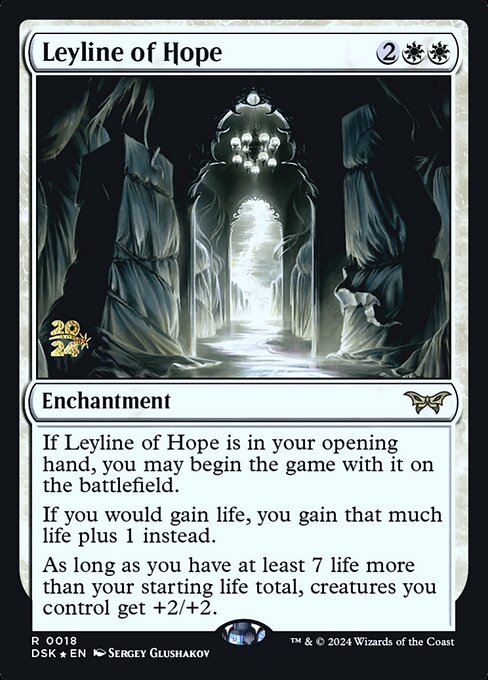 Leyline of Hope 2
20
24
Enchantment
If Leyline of Hope is in your opening
hand, you may begin the game with it on
the battlefield.
If you would gain life, you gain that much
life plus 1 instead.
As long as you have at least 7 life more
than your starting life total, creatures you
control get +2/+2.
R 0018
DSK ★ EN Sergey Glushakov
™ & © 2024 Wizards of the Coast